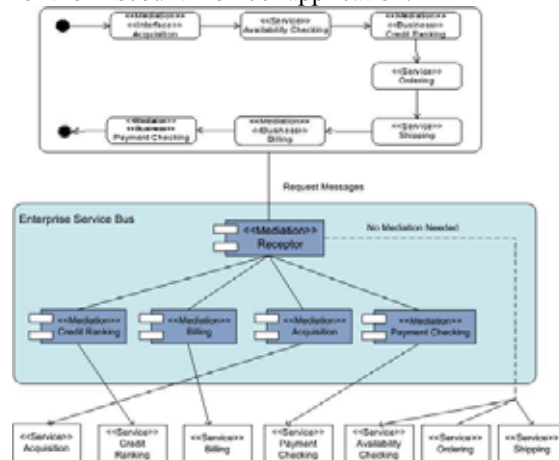 <<Mediation>>
<<Interface>>
Acquisition
<<Service>>
Availability Checking
<<Mediation>>
<<Business>>
Credit Ranking
<<Service>>
Ordering
<<Service>>
Shipping
<<Mediation>>
<<Business>>
Billing
<<Mediation>>
<<Business>>
Payment Checking
Request Messages
Enterprise Service Bus
No Mediation Needed
<<Mediation>>
Receptor
<<Mediation>>
Credit Ranking
<<Mediation>>
Billing
<<Mediation>>
Acquisition
<<Mediation>>
Payment Checking
<<Service>>
Acquisition
<<Service>>
Credit
Ranking
<<Service>>
Billing
<<Service>>
Payment
Checking
<<Service>>
Availability
Checking
<<Service>>
Ordering
<<Service>>
Shipping